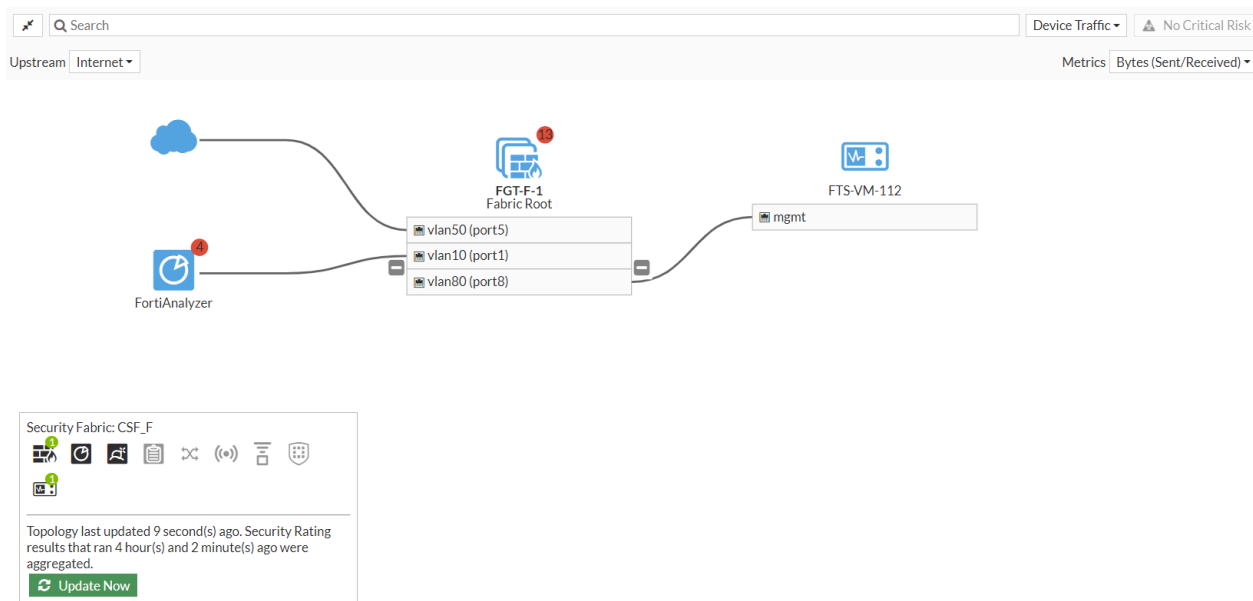 Search
Device Traffic
No Critical Risk
Upstream
Internet
Metrics
Bytes (Sent/Received)
13
FGT-F-1
Fabric Root
vlan50 (port5)
vlan10 (port1)
vlan80 (port8)
FTS-VM-112
mgmt
4
FortiAnalyzer
Security Fabric: CSF_F
1
1
Topology last updated 9 second(s) ago. Security Rating
results that ran 4 hour(s) and 2 minute(s) ago were
aggregated.
Update Now